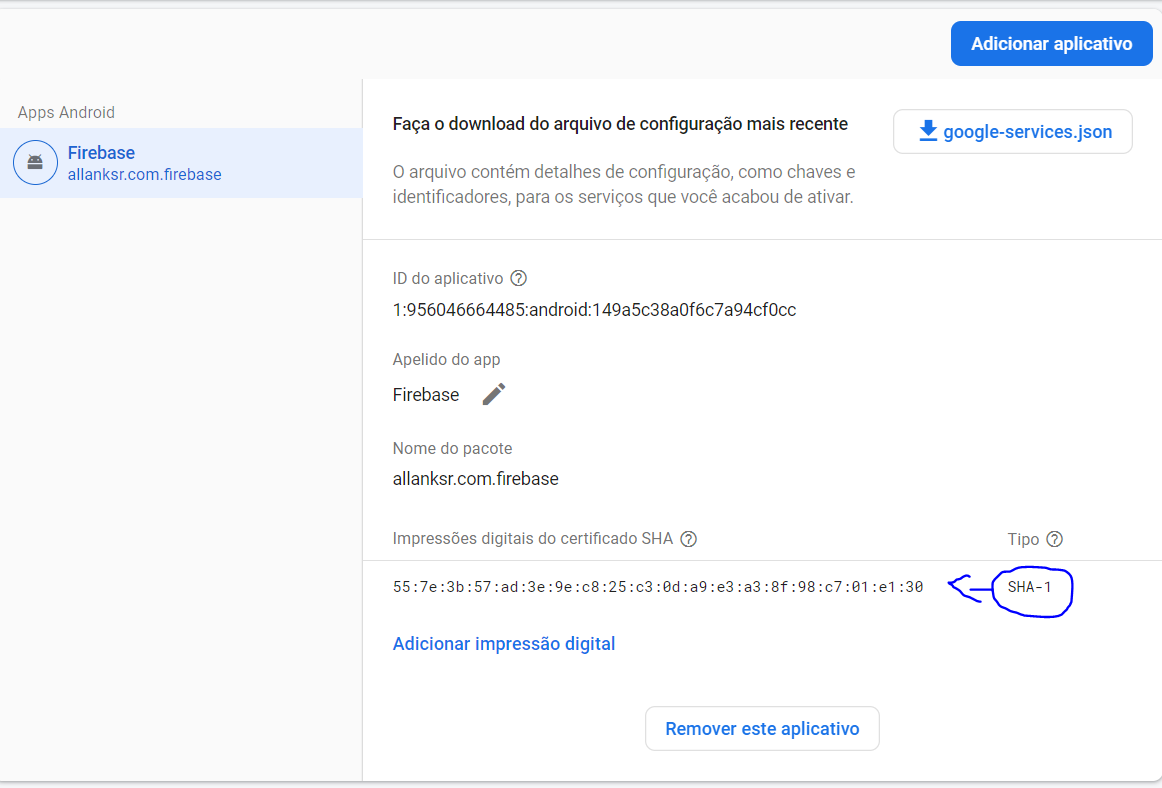 Adicionar aplicativo
Apps Android
Firebase
allanksr.com.firebase
Faça o download do arquivo de configuração mais recente
google-services.json
O arquivo contém detalhes de configuração, como chaves e
identificadores, para os serviços que você acabou de ativar.
ID do aplicativo
1:956046664485:android:149a5c38a0f6c7a94cf0cc
Apelido do app
Firebase
Nome do pacote
allanksr.com.firebase
Impressões digitais do certificado SHA
Tipo
55:7e:3b:57:ad:3e:9e:c8:25:c3:0d:a9:e3:a3:8f:98:c7:01:e1:30
SHA-1
Adicionar impressão digital
Remover este aplicativo